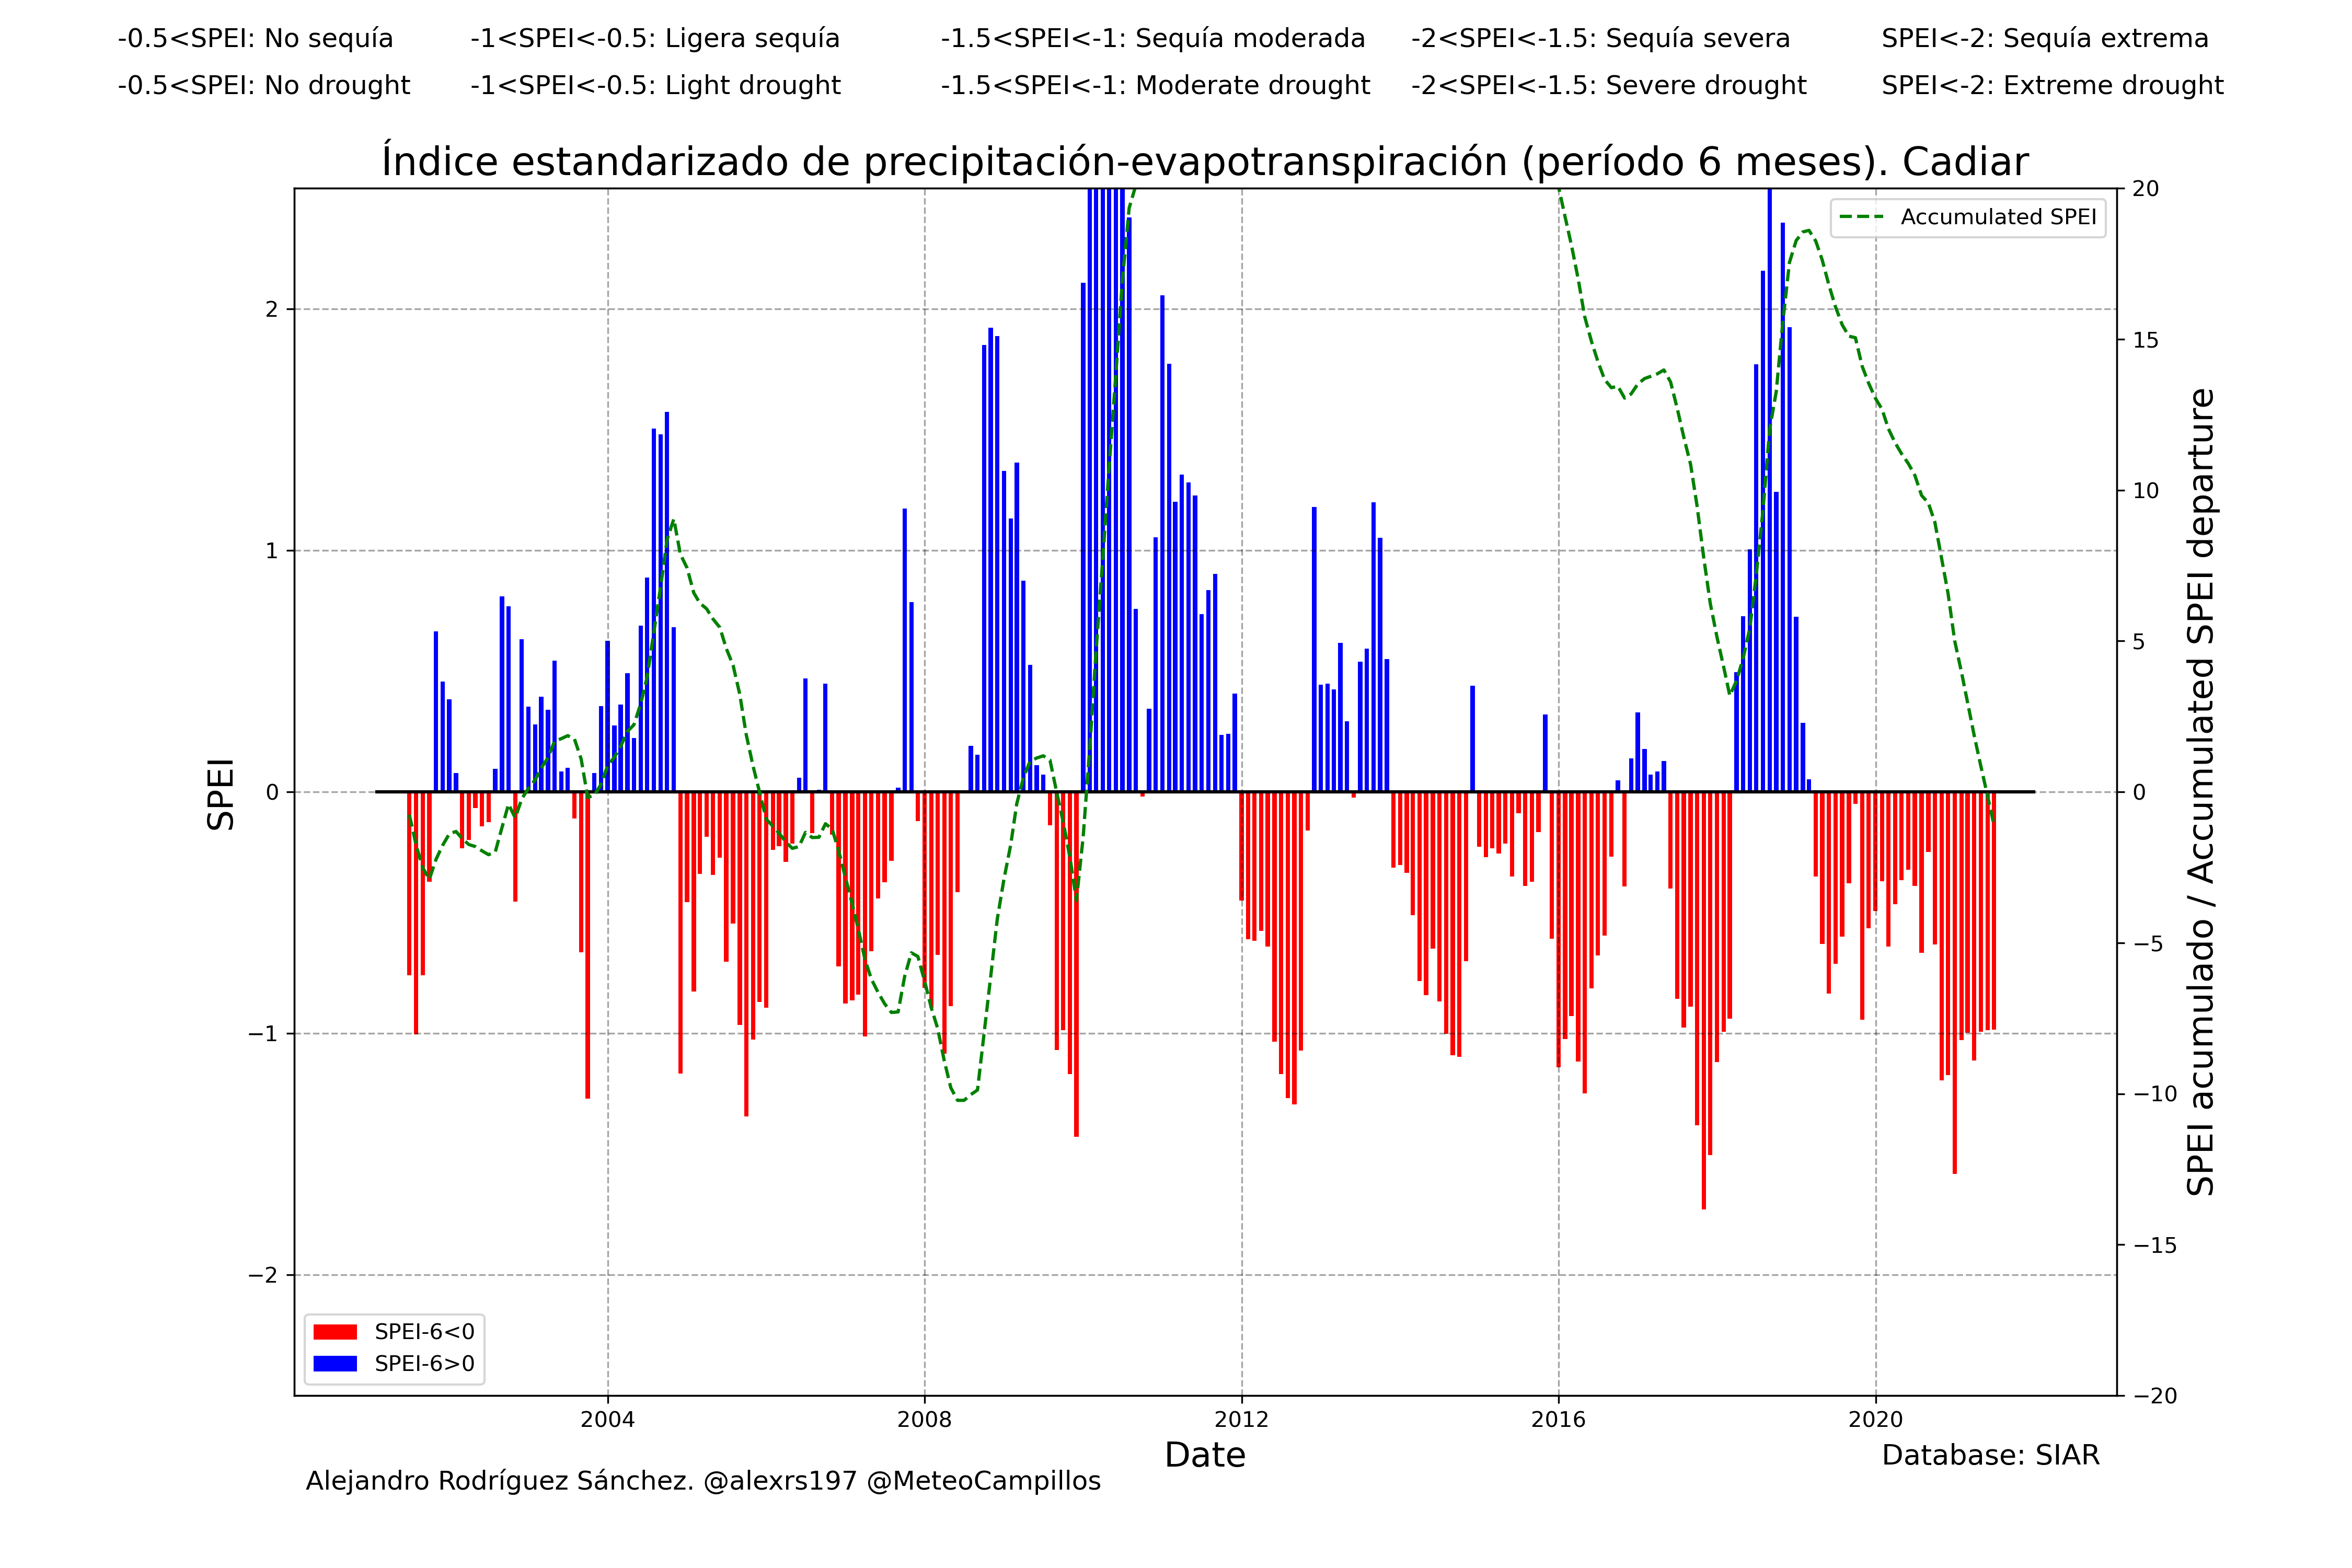 -0.5<SPEI: No sequía -1<SPEI<-0.5: Ligera sequía -1.5<SPEI<-1: Sequía moderada -2<SPEI<-1.5: Sequía severa SPEI<-2: Sequía extrema
-0.5<SPEI: No drought -1<SPEI<-0.5: Light drought -1.5<SPEI<-1: Moderate drought -2<SPEI<-1.5: Severe drought SPEI<-2: Extreme drought
Índice estandarizado de precipitación-evapotranspiración (período 6 meses). Cadiar
Accumulated SPEI
SPEI
2
1
0
−1
−2
20
15
10
5
0
−5
−10
−15
−20
SPEI acumulado / Accumulated SPEI departure
SPEI-6<0
SPEI-6>0
2004 2008 2012 2016 2020
Date
Database: SIAR
Alejandro Rodríguez Sánchez. @alexrs197 @MeteoCampillos